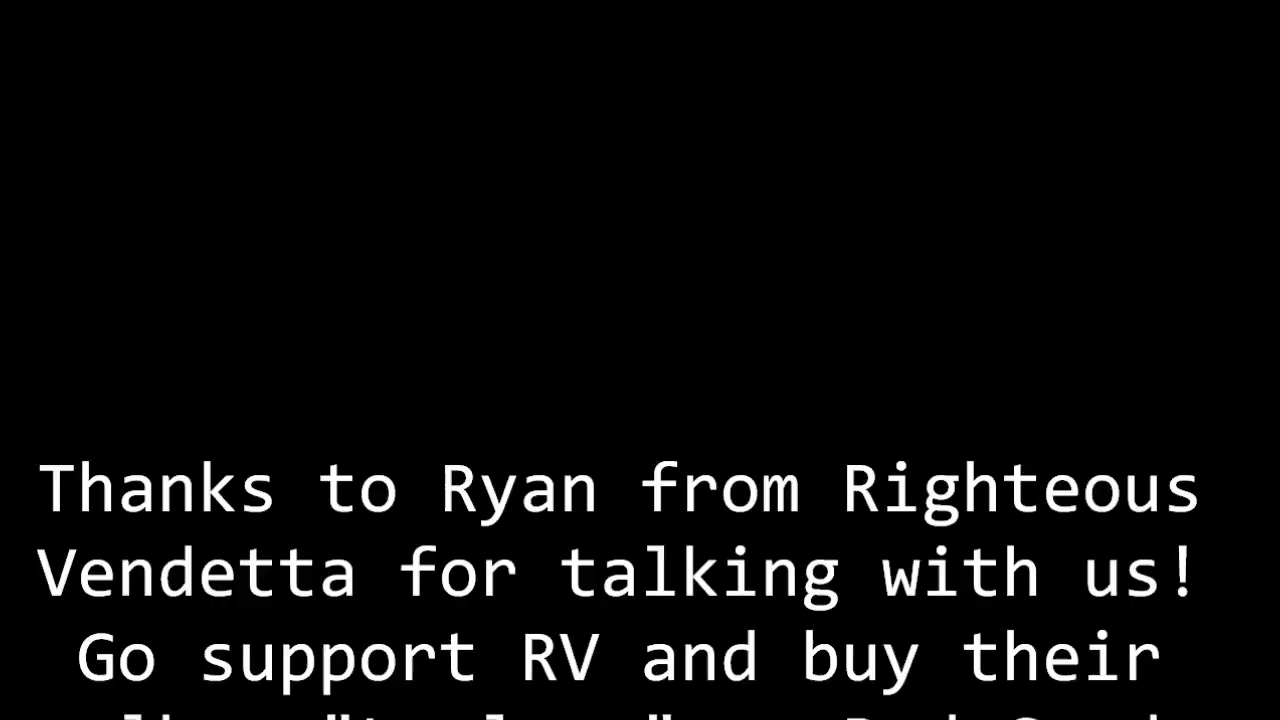 Thanks to Ryan from Righteous
Vendetta for talking with us!
Go support RV and buy their